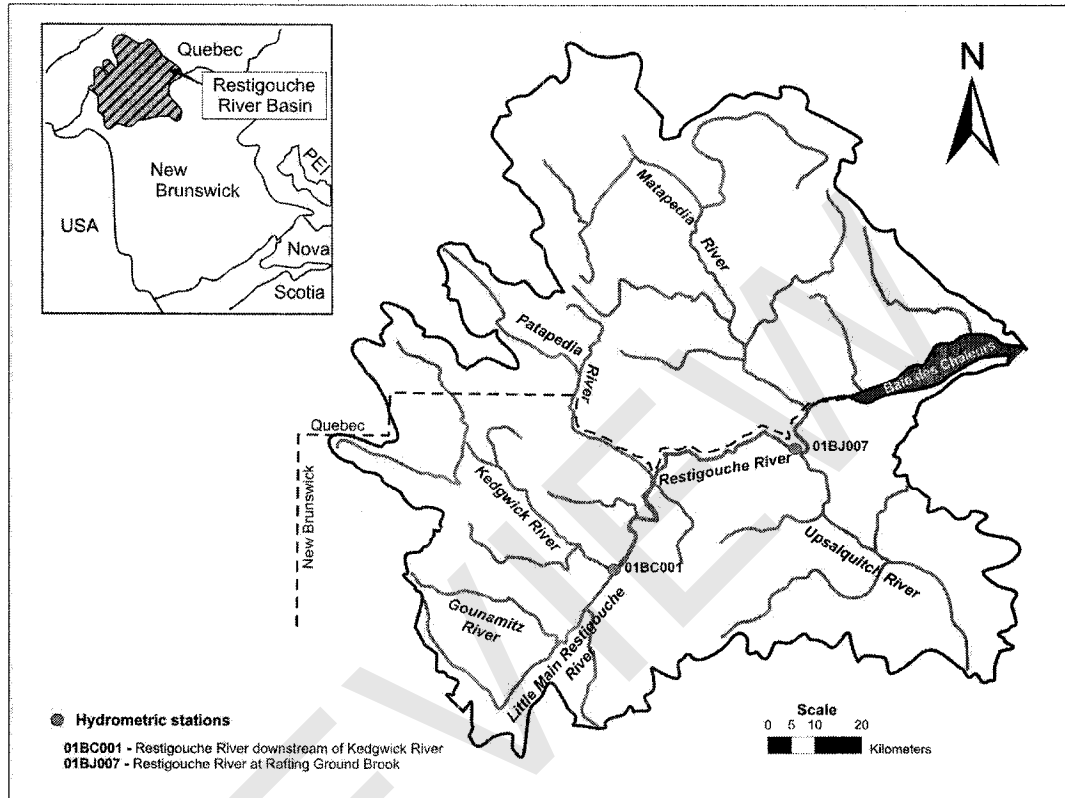 Quebec
Restigouche
River Basin
New
Brunswick
PEI
USA
Nova
Scotia
N
Matapedia
River
Patapedia
River
Baie des Chaleurs
Quebec
New Brunswick
Restigouche River
01BJ007
Kedgwick River
01BC001
Upsalquitch River
Gounamitz
River
Little Main Restigouche
River
Hydrometric stations
01BC001 - Restigouche River downstream of Kedgwick River
01BJ007 - Restigouche River at Rafting Ground Brook
Scale
0 5 10 20
Kilometers
EVIEW